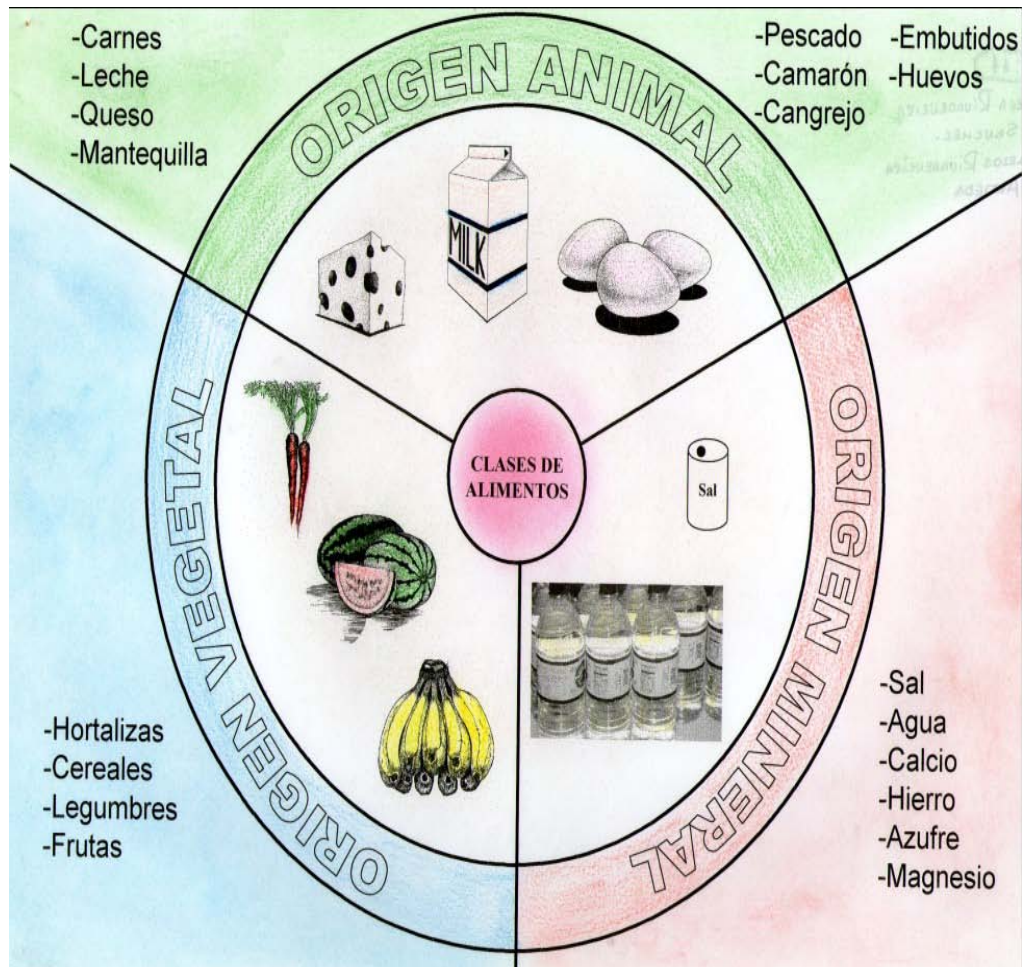 -Carnes
-Leche
-Queso
-Mantequilla
-Pescado
-Camarón
-Cangrejo
-Embutidos
-Huevos
ORIGEN ANIMAL
MILK
CLASES DE
ALIMENTOS
Sal
ORIGEN VEGETAL
ORIGEN MINERAL
-Hortalizas
-Cereales
-Legumbres
-Frutas
-Sal
-Agua
-Calcio
-Hierro
-Azufre
-Magnesio